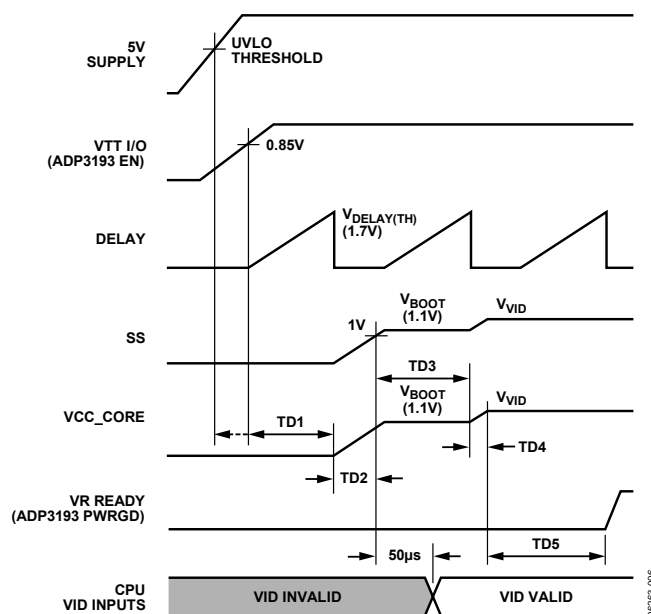 5V
SUPPLY
UVLO
THRESHOLD
VTT I/O
(ADP3193 EN)
0.85V
DELAY
VDELAY(TH)
(1.7V)
SS
1V
VBOOT
(1.1V)
VVID
TD3
VCC_CORE
VBOOT
(1.1V)
VVID
TD1
TD4
TD2
VR READY
(ADP3193 PWRGD)
50µs
TD5
CPU
VID INPUTS
VID INVALID
VID VALID